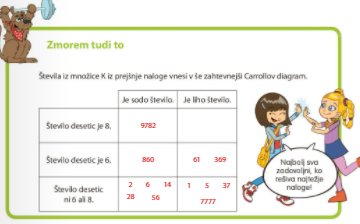 Zmorem tudi to
Števila iz množice K iz prejšnje naloge vnesi v še zahtevnejši Carrollov diagram.
Je sodo število. Je liho število.
Število desetic je 8. 9782
Število desetic je 6. 860 61 369
Število desetic
ni 6 ali 8.
2 6 14 1 5 37
28 56 7777
Najbolj sva
zadovoljni, ko
rešiva najtežje
naloge!